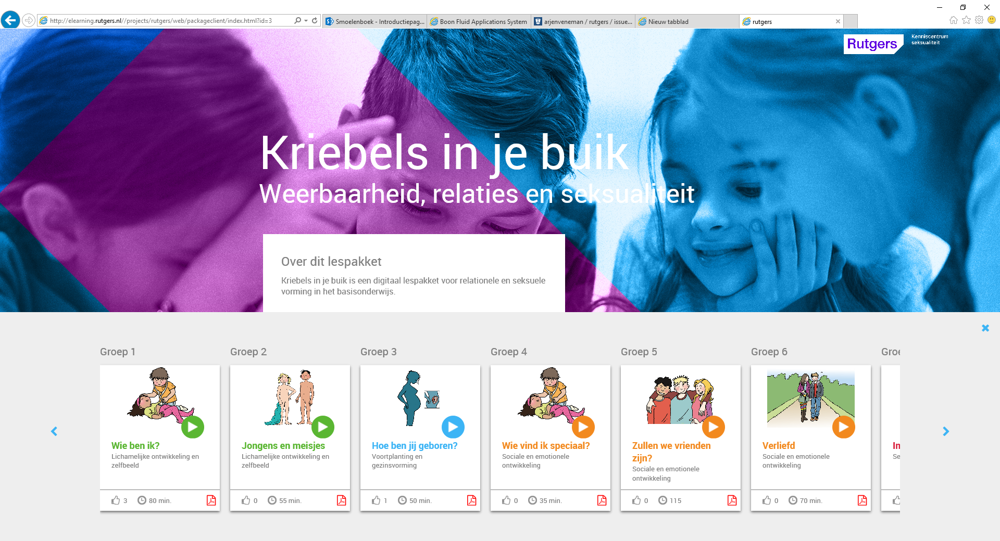 http://elearning.rutgers.nl//projects/rutgers/web/packageclient/index.html?id=3
Smoelenboek - Introductiepag...
Boon Fluid Applications System
arjenveneman / rutgers / issue...
Nieuw tabblad
rutgers
Rutgers
Kenniscentrum
seksualiteit
Kriebels in je buik
Weerbaarheid, relaties en seksualiteit
Over dit lespakket
Kriebels in je buik is een digitaal lespakket voor relationele en seksuele
vorming in het basisonderwijs.
Groep 1
Wie ben ik?
Lichamelijke ontwikkeling en
zelfbeeld
3 80 min.
Groep 2
Jongens en meisjes
Lichamelijke ontwikkeling en
zelfbeeld
0 55 min.
Groep 3
Hoe ben jij geboren?
Voortplanting en
gezinsvorming
1 50 min.
Groep 4
Wie vind ik speciaal?
Sociale en emotionele
ontwikkeling
0 35 min.
Groep 5
Zullen we vrienden
zijn?
Sociale en emotionele
ontwikkeling
0 115
Groep 6
Verliefd
Sociale en emotionele
ontwikkeling
0 70 min.